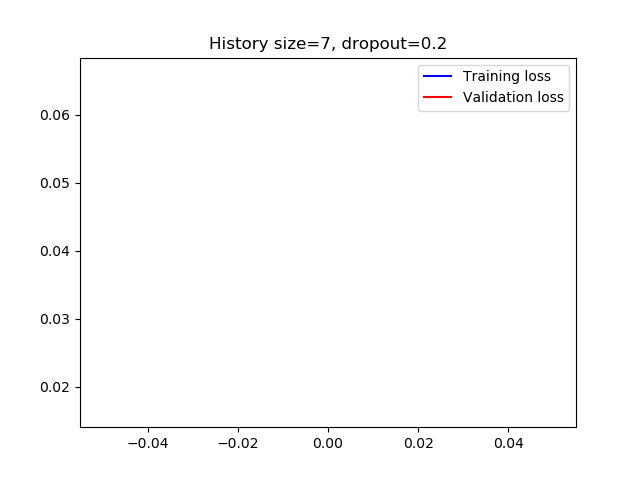 History size=7, dropout=0.2
Training loss
Validation loss
0.06
0.05
0.04
0.03
0.02
−0.04 −0.02 0.00 0.02 0.04